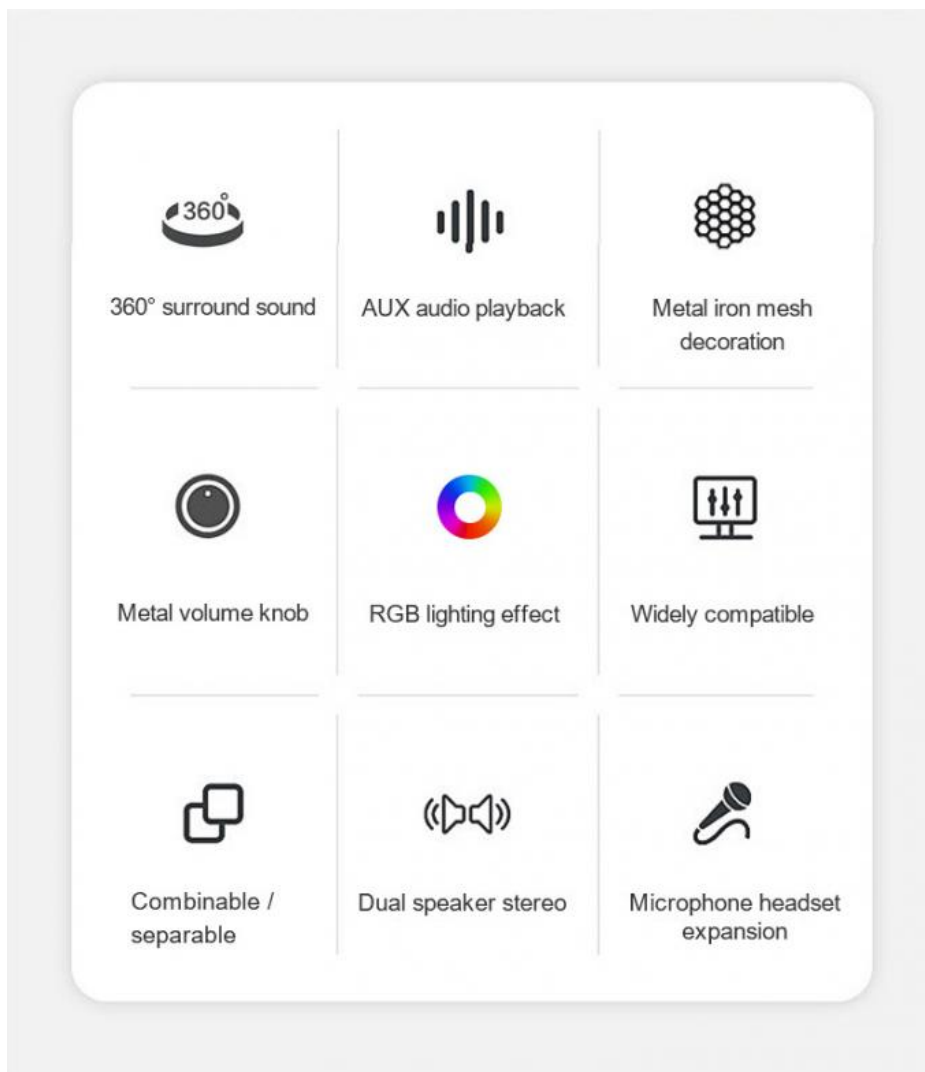 360°
360° surround sound
AUX audio playback
Metal iron mesh
decoration
Metal volume knob
RGB lighting effect
Widely compatible
Combinable /
separable
Dual speaker stereo
Microphone headset
expansion